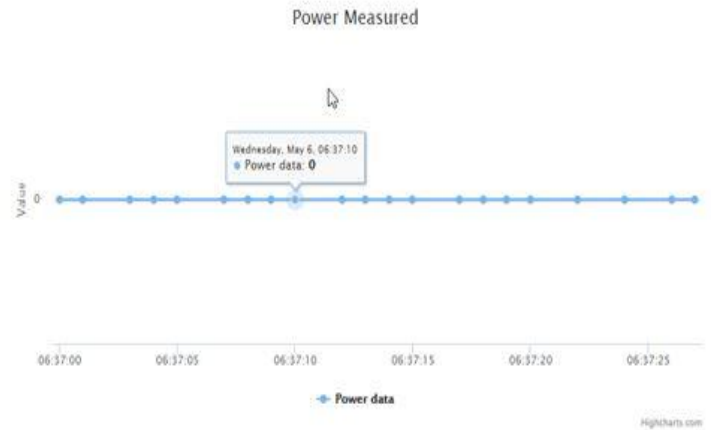 Power Measured
Wednesday, May 6, 06:37:10
Power data: 0
Value
0
06:37:00 06:37:05 06:37:10 06:37:15 06:37:20 06:37:25
Power data
Highcharts.com